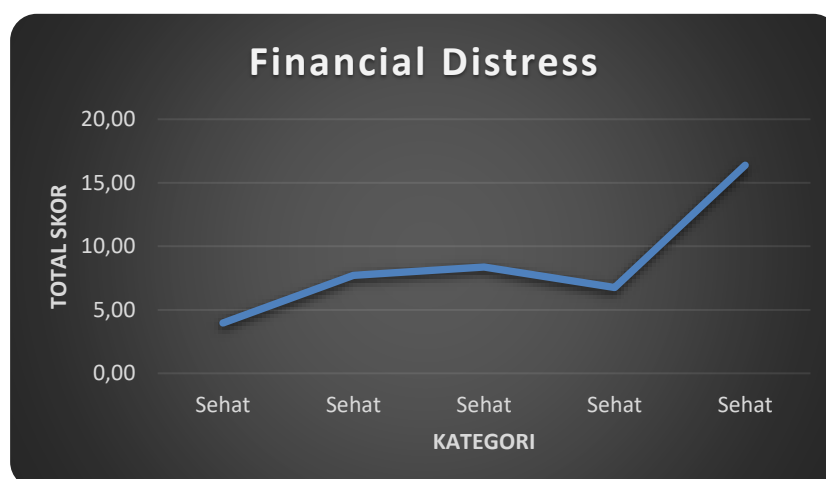 Financial Distress
20,00
15,00
10,00
5,00
0,00
TOTAL SKOR
Sehat Sehat Sehat Sehat Sehat
KATEGORI